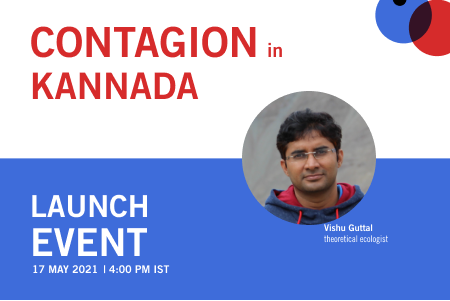 CONTAGION in
KANNADA
LAUNCH
EVENT
17 MAY 2021 | 4:00 PM IST
Vishu Guttal
theoretical ecologist